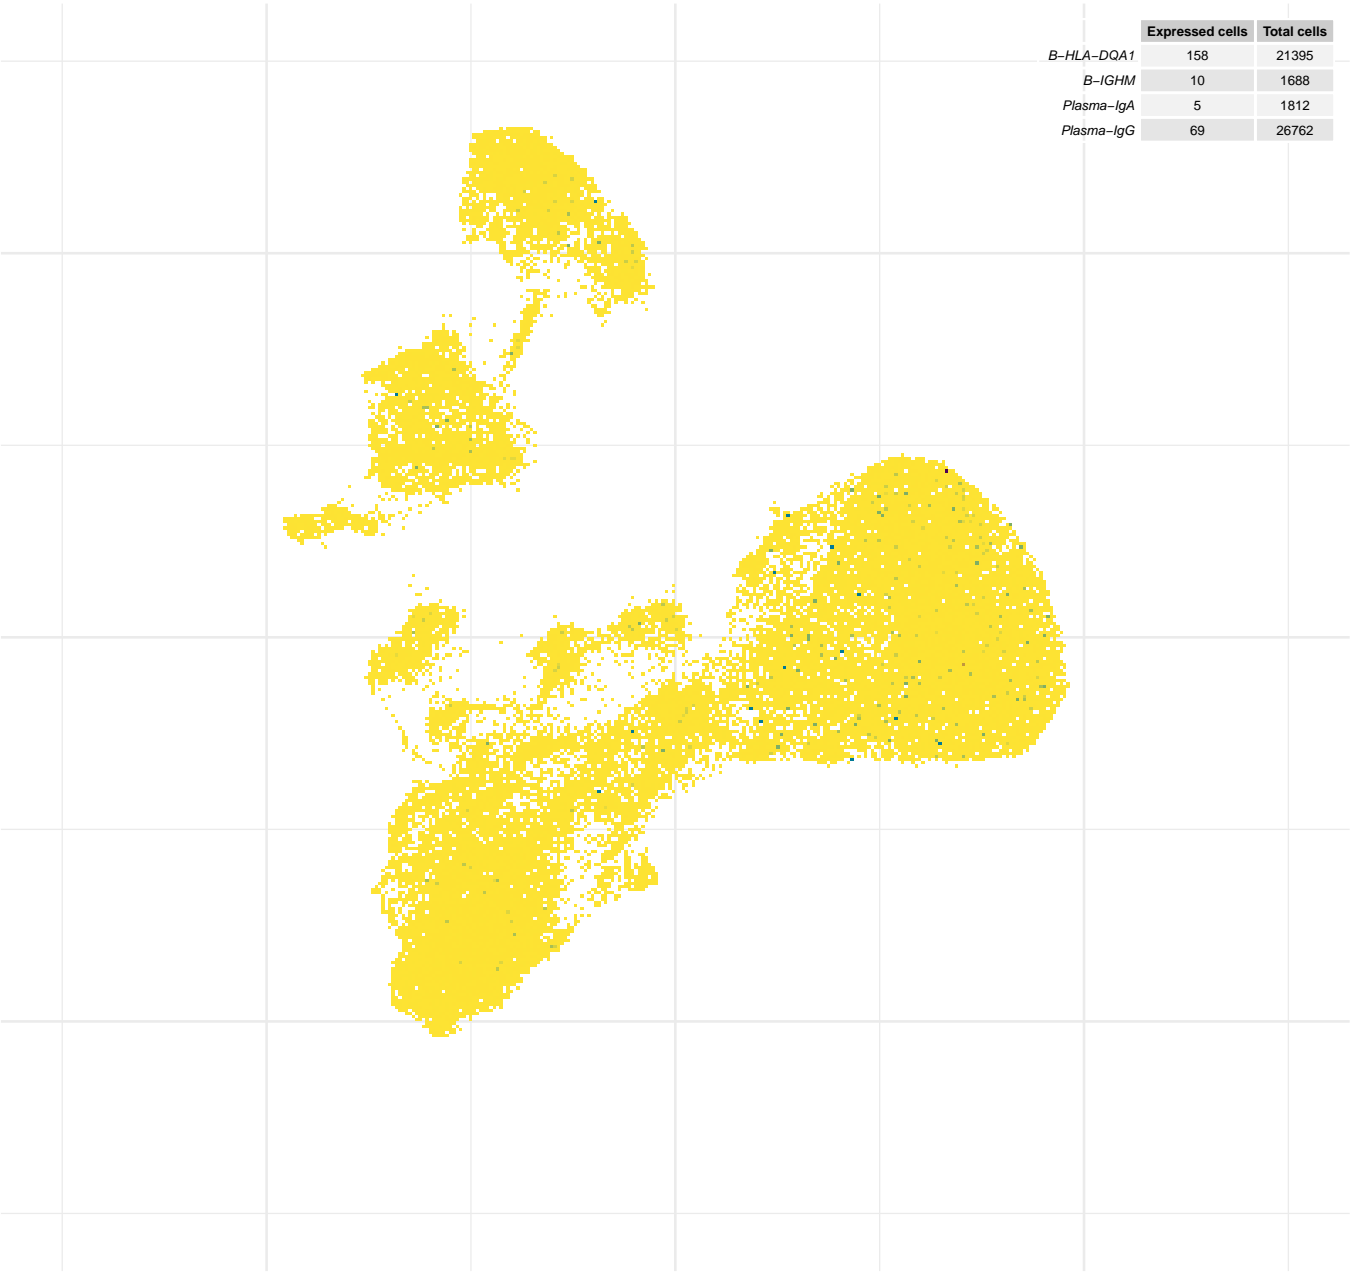 Expressed cells Total cells
B−HLA−DQA1 158 21395
B−IGHM 10 1688
Plasma−IgA 5 1812
Plasma−IgG 69 26762